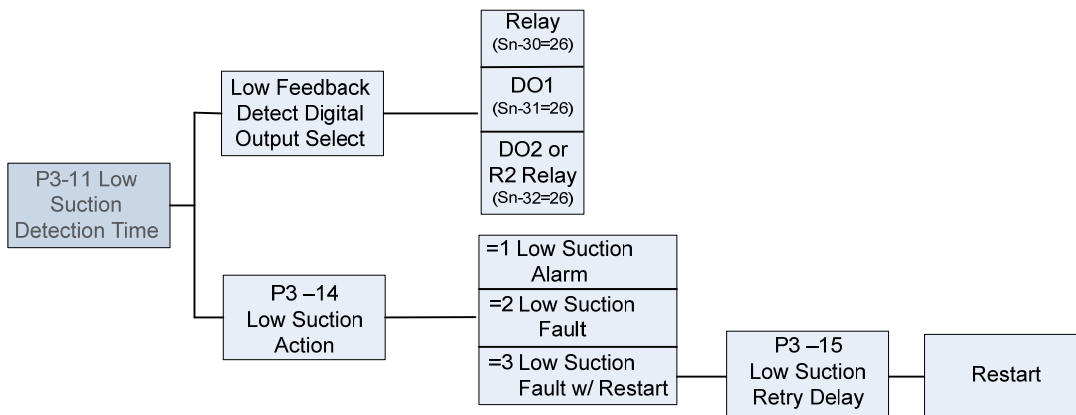 P3-11 Low
Suction
Detection Time
Low Feedback
Detect Digital
Output Select
Relay
(Sn-30=26)
DO1
(Sn-31=26)
DO2 or
R2 Relay
(Sn-32=26)
P3 –14
Low Suction
Action
=1 Low Suction
Alarm
=2 Low Suction
Fault
=3 Low Suction
Fault w/ Restart
P3 –15
Low Suction
Retry Delay
Restart